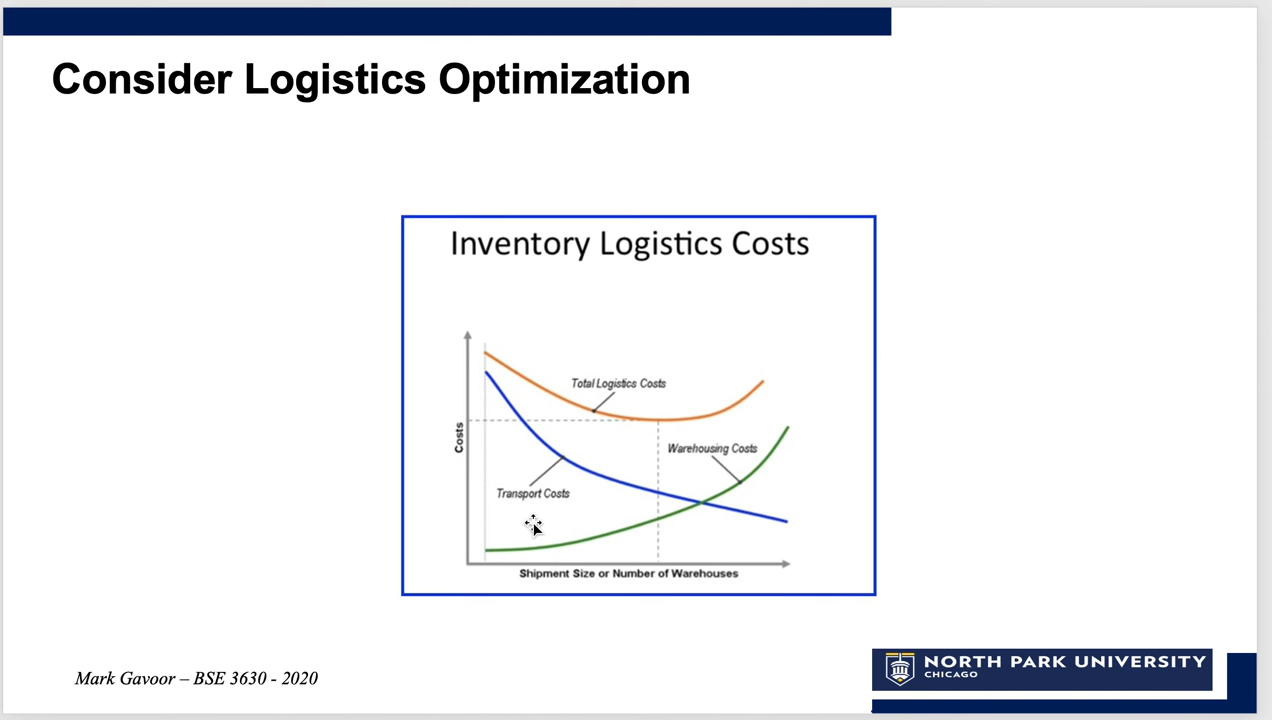 Consider Logistics Optimization
Inventory Logistics Costs
Total Logistics Costs
Costs
Warehousing Costs
Transport Costs
Shipment Size or Number of Warehouses
Mark Gavoor – BSE 3630 - 2020
NORTH PARK UNIVERSITY
CHICAGO